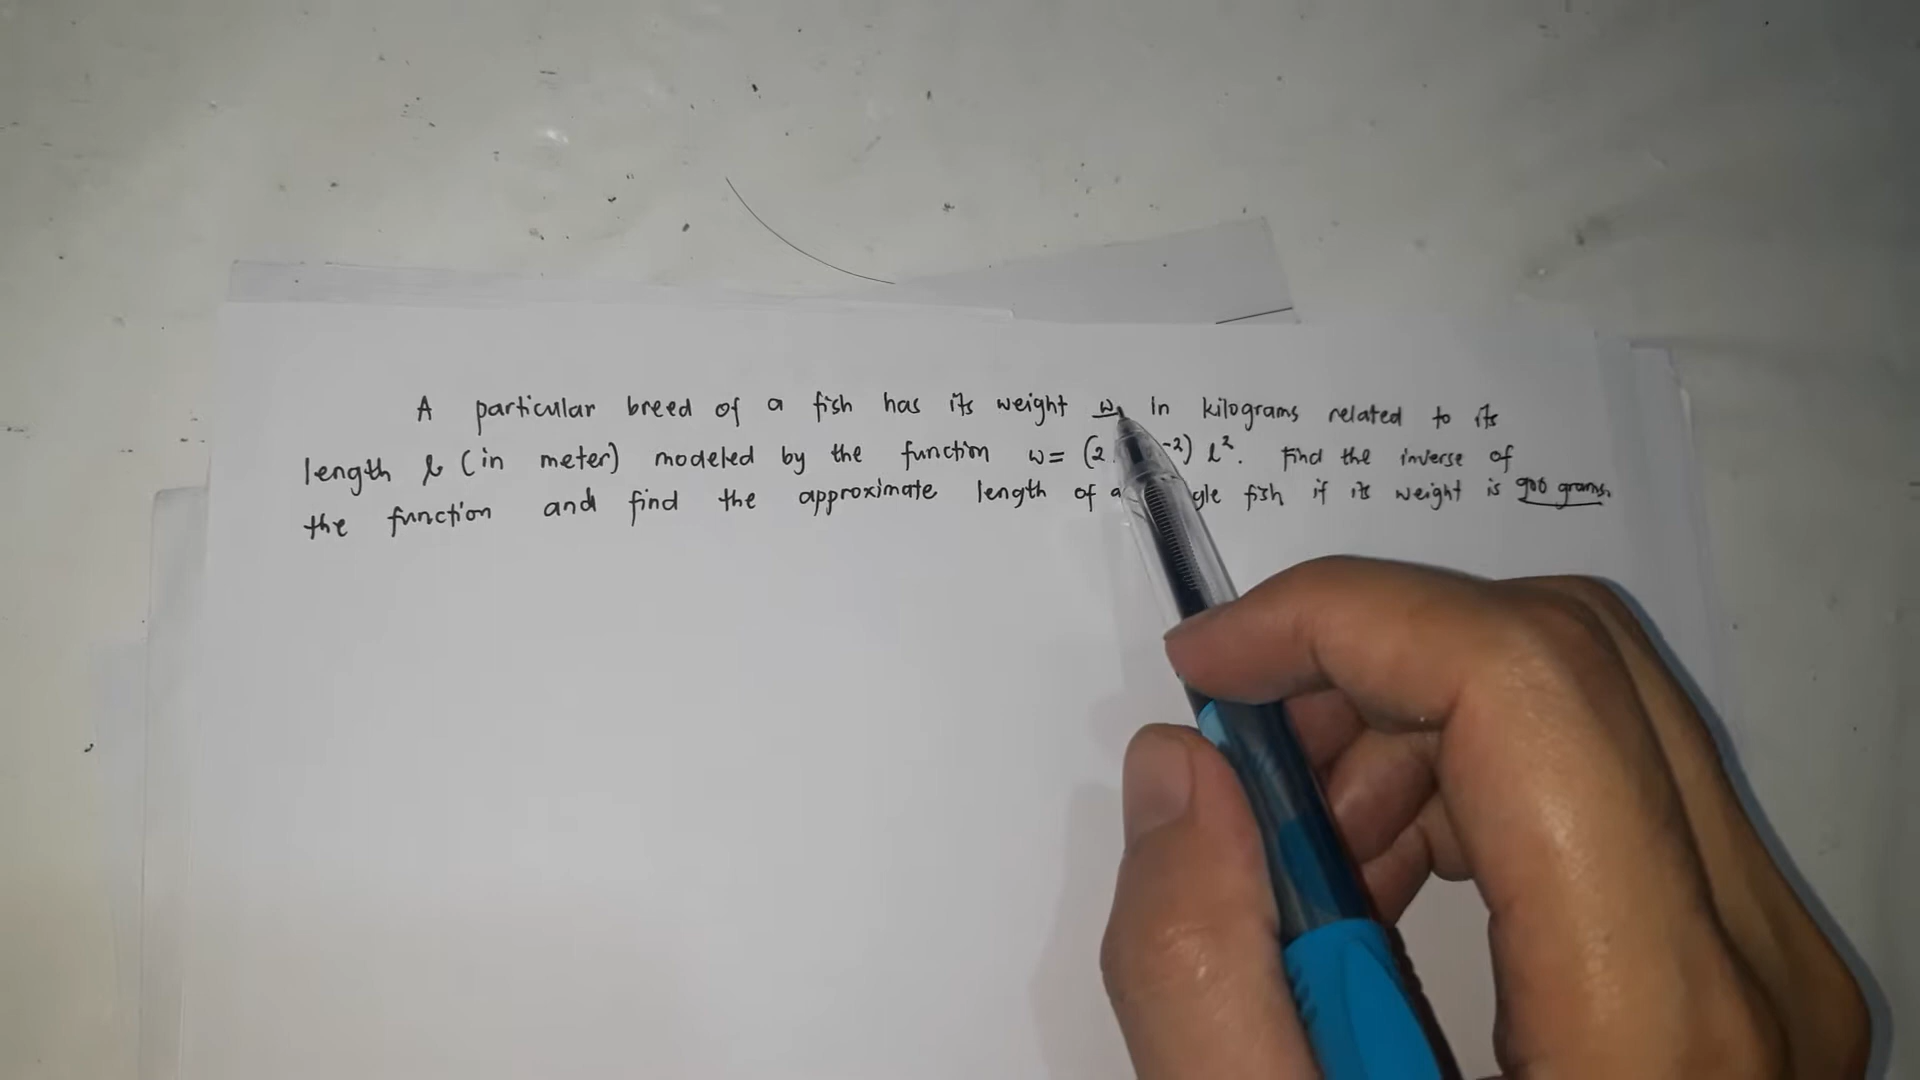 A particular breed of a fish has its weight w in kilograms related to its
length l (in meter) modeled by the function w = (2 -2) l². Find the inverse of
the function and find the approximate length of a gle fish if its weight is 900 grams.